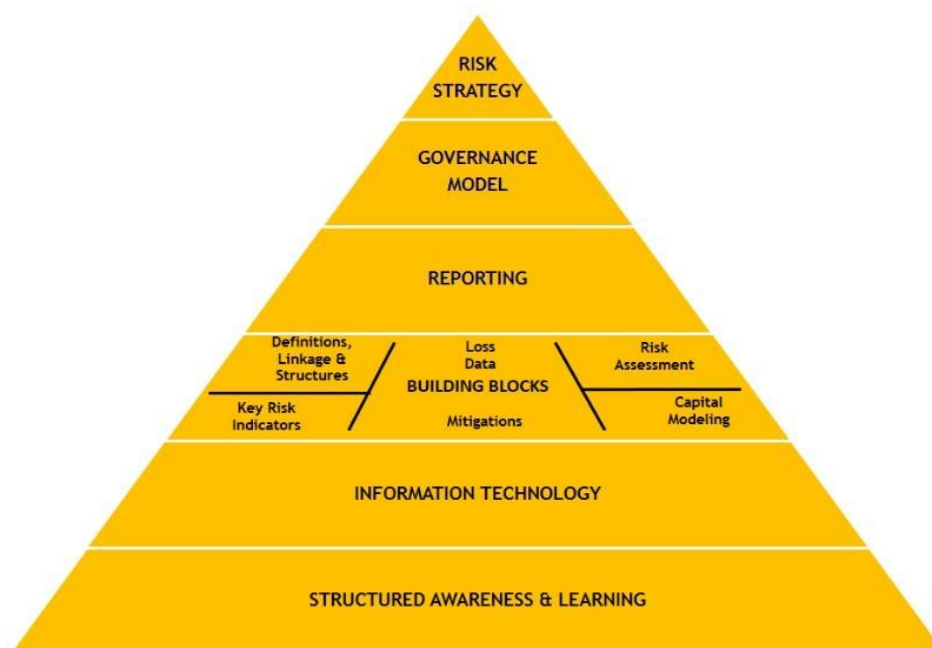 RISK
STRATEGY
GOVERNANCE
MODEL
REPORTING
Definitions,
Linkage &
Structures
Key Risk
Indicators
Loss
Data
BUILDING BLOCKS
Mitigations
Risk
Assessment
Capital
Modeling
INFORMATION TECHNOLOGY
STRUCTURED AWARENESS & LEARNING